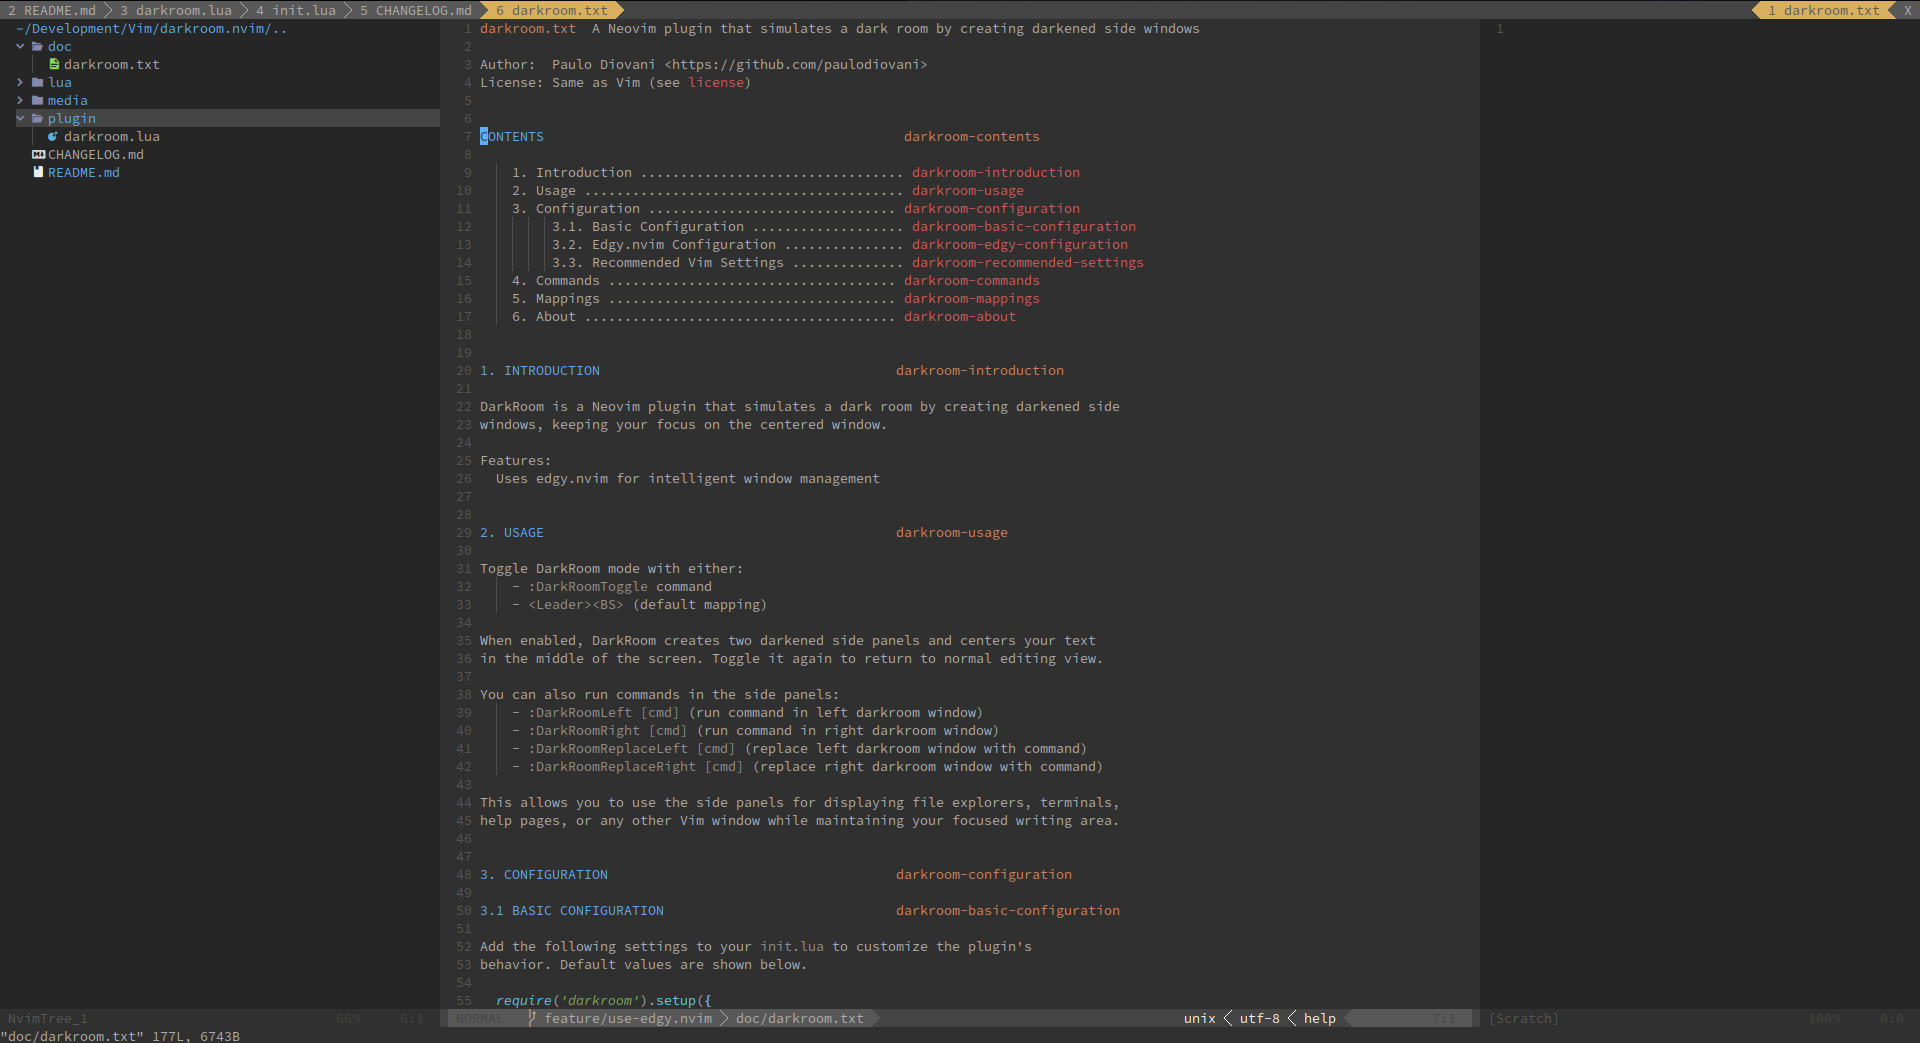 2 README.md 3 darkroom.lua 4 init.lua 5 CHANGELOG.md 6 darkroom.txt 1 darkroom.txt X
~/Development/Vim/darkroom.nvim/..
doc
darkroom.txt
lua
media
plugin
darkroom.lua
CHANGELOG.md
README.md
1 darkroom.txt A Neovim plugin that simulates a dark room by creating darkened side windows
2
3 Author: Paulo Diovani <https://github.com/paulodiovani>
4 License: Same as Vim (see license)
5
6
7 CONTENTS darkroom-contents
8
9 1. Introduction ................................. darkroom-introduction
10 2. Usage ........................................ darkroom-usage
11 3. Configuration ............................... darkroom-configuration
12 3.1. Basic Configuration ................... darkroom-basic-configuration
13 3.2. Edgy.nvim Configuration ............... darkroom-edgy-configuration
14 3.3. Recommended Vim Settings .............. darkroom-recommended-settings
15 4. Commands .................................... darkroom-commands
16 5. Mappings .................................... darkroom-mappings
17 6. About ....................................... darkroom-about
18
19
20 1. INTRODUCTION darkroom-introduction
21
22 DarkRoom is a Neovim plugin that simulates a dark room by creating darkened side
23 windows, keeping your focus on the centered window.
24
25 Features:
26 Uses edgy.nvim for intelligent window management
27
28
29 2. USAGE darkroom-usage
30
31 Toggle DarkRoom mode with either:
32 - :DarkRoomToggle command
33 - <Leader><BS> (default mapping)
34
35 When enabled, DarkRoom creates two darkened side panels and centers your text
36 in the middle of the screen. Toggle it again to return to normal editing view.
37
38 You can also run commands in the side panels:
39 - :DarkRoomLeft [cmd] (run command in left darkroom window)
40 - :DarkRoomRight [cmd] (run command in right darkroom window)
41 - :DarkRoomReplaceLeft [cmd] (replace left darkroom window with command)
42 - :DarkRoomReplaceRight [cmd] (replace right darkroom window with command)
43
44 This allows you to use the side panels for displaying file explorers, terminals,
45 help pages, or any other Vim window while maintaining your focused writing area.
46
47
48 3. CONFIGURATION darkroom-configuration
49
50 3.1 BASIC CONFIGURATION darkroom-basic-configuration
51
52 Add the following settings to your init.lua to customize the plugin's
53 behavior. Default values are shown below.
54
55 require('darkroom').setup({
1
NvimTree_1 66% 6:1 NORMAL feature/use-edgy.nvim doc/darkroom.txt unix utf-8 help 7:1 [Scratch] 100% 0:0
"doc/darkroom.txt" 177L, 6743B